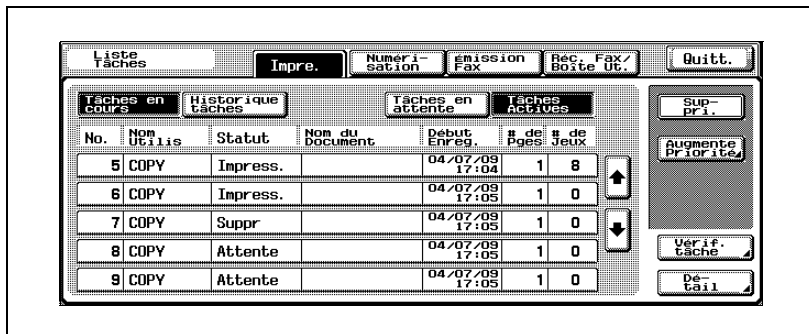 Liste
Tâches
Impre.
Numéri-
sation
émission
Fax
Réc. Fax/
Boîte Ut.
Quitt.
Tâches en
cours
Historique
tâches
Tâches en
attente
Tâches
Actives
Sup-
pri.
No.
Nom
Utilis
Statut
Nom du
Document
Début
Enreg.
# de
Pges
# de
Jeux
Augmente
Priorité
5 COPY Impress. 04/07/09 17:04 1 8
6 COPY Impress. 04/07/09 17:05 1 0
7 COPY Suppr 04/07/09 17:05 1 0
8 COPY Attente 04/07/09 17:05 1 0
9 COPY Attente 04/07/09 17:05 1 0
Vérif.
tâche
Dé-
tail